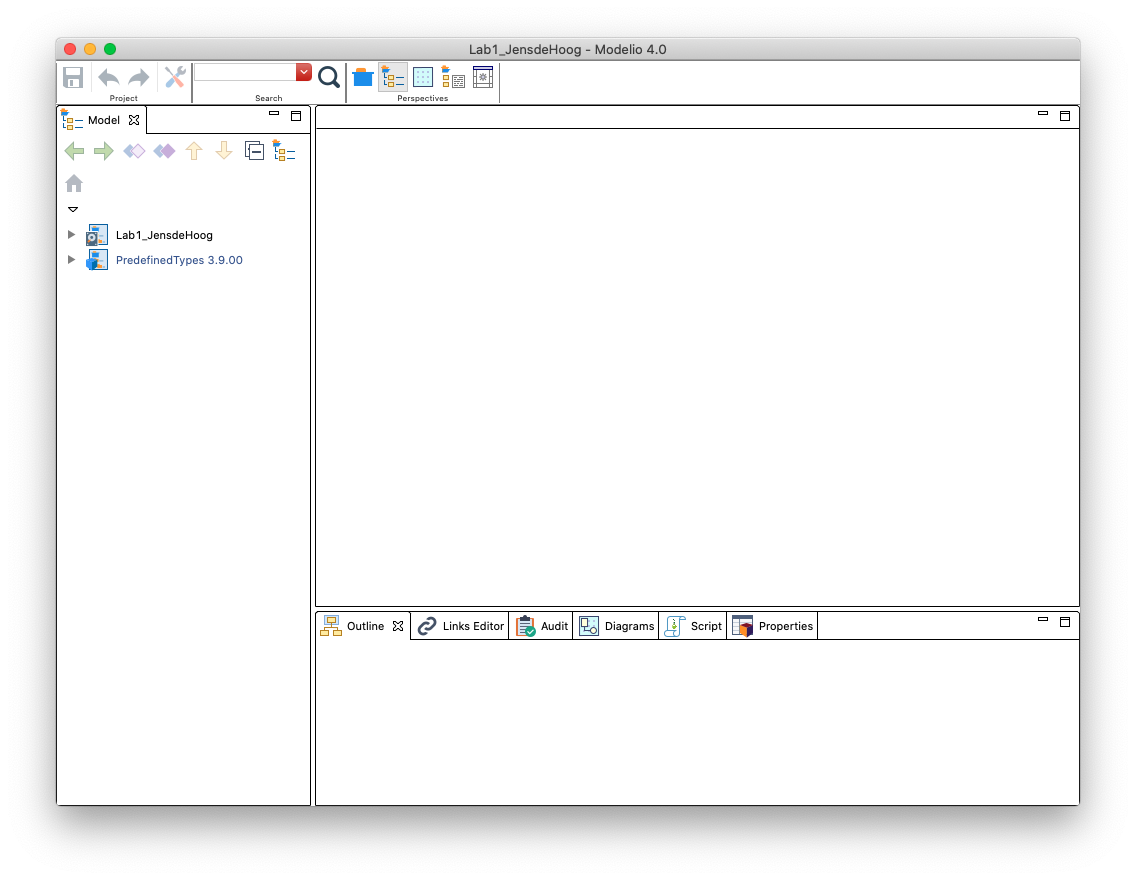 Lab1_JensdeHoog - Modelio 4.0
Project
Search
Perspectives
Model
Lab1_JensdeHoog
PredefinedTypes 3.9.00
Outline
Links Editor
Audit
Diagrams
Script
Properties